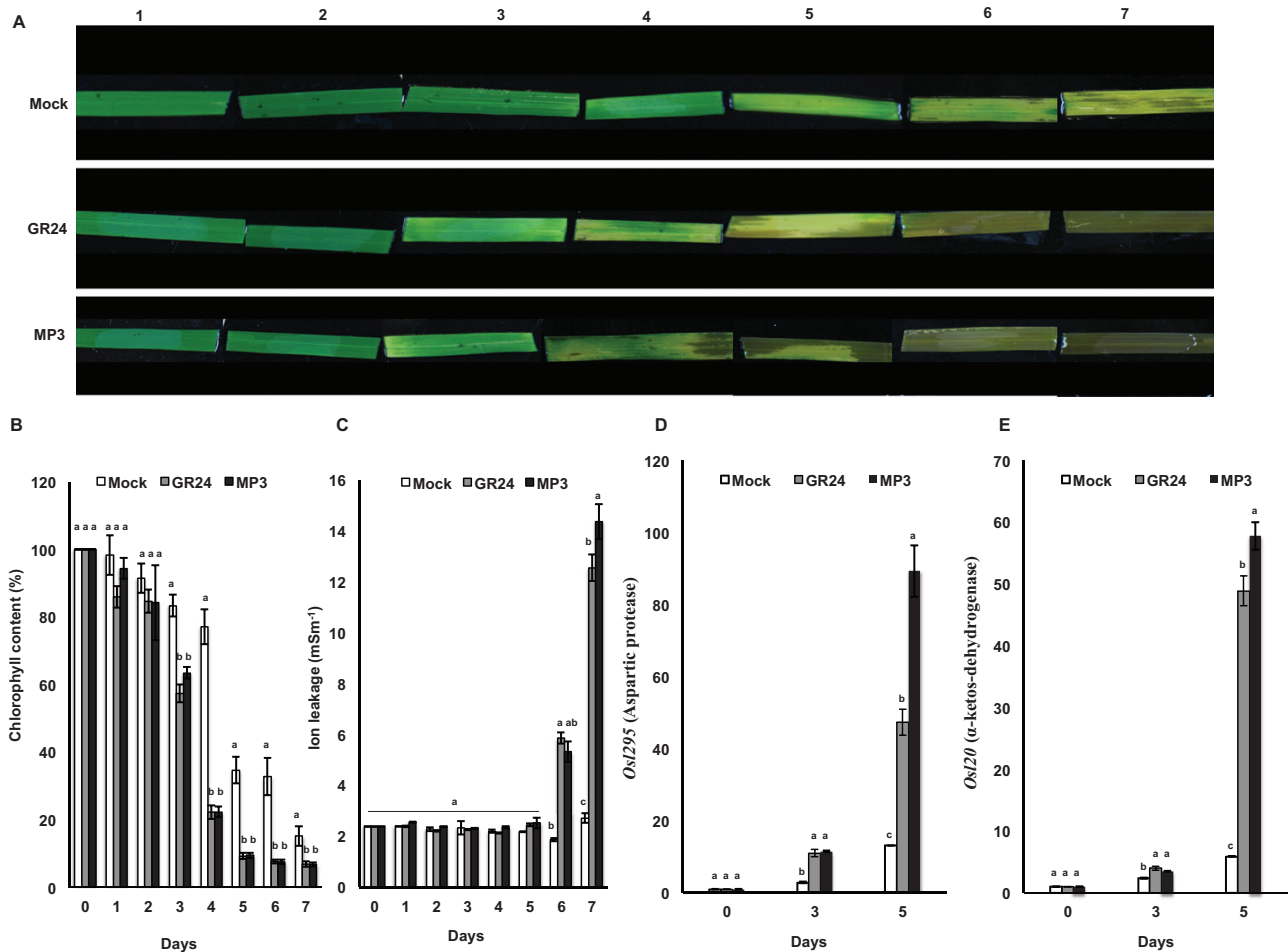 A
1 2 3 4 5 6 7
Mock
GR24
MP3
B
Mock GR24 MP3
Chlorophyll content (%)
120
100
80
60
40
20
0
a a a
a a a
a a a
a
b b
a
b b
a
b b
a
b b
a
b b
0 1 2 3 4 5 6 7
Days
C
Mock GR24 MP3
Ion leakage (mSm⁻¹)
16
14
12
10
8
6
4
2
0
a
b
a ab
c
b
a
0 1 2 3 4 5 6 7
Days
D
Mock GR24 MP3
Osl295 (Aspartic protease)
120
100
80
60
40
20
0
a a a
b
a a
c
b
a
0 3 5
Days
E
Mock GR24 MP3
Osl20 (α-ketos-dehydrogenase)
70
60
50
40
30
20
10
0
a a a
b
a a
c
b
a
0 3 5
Days